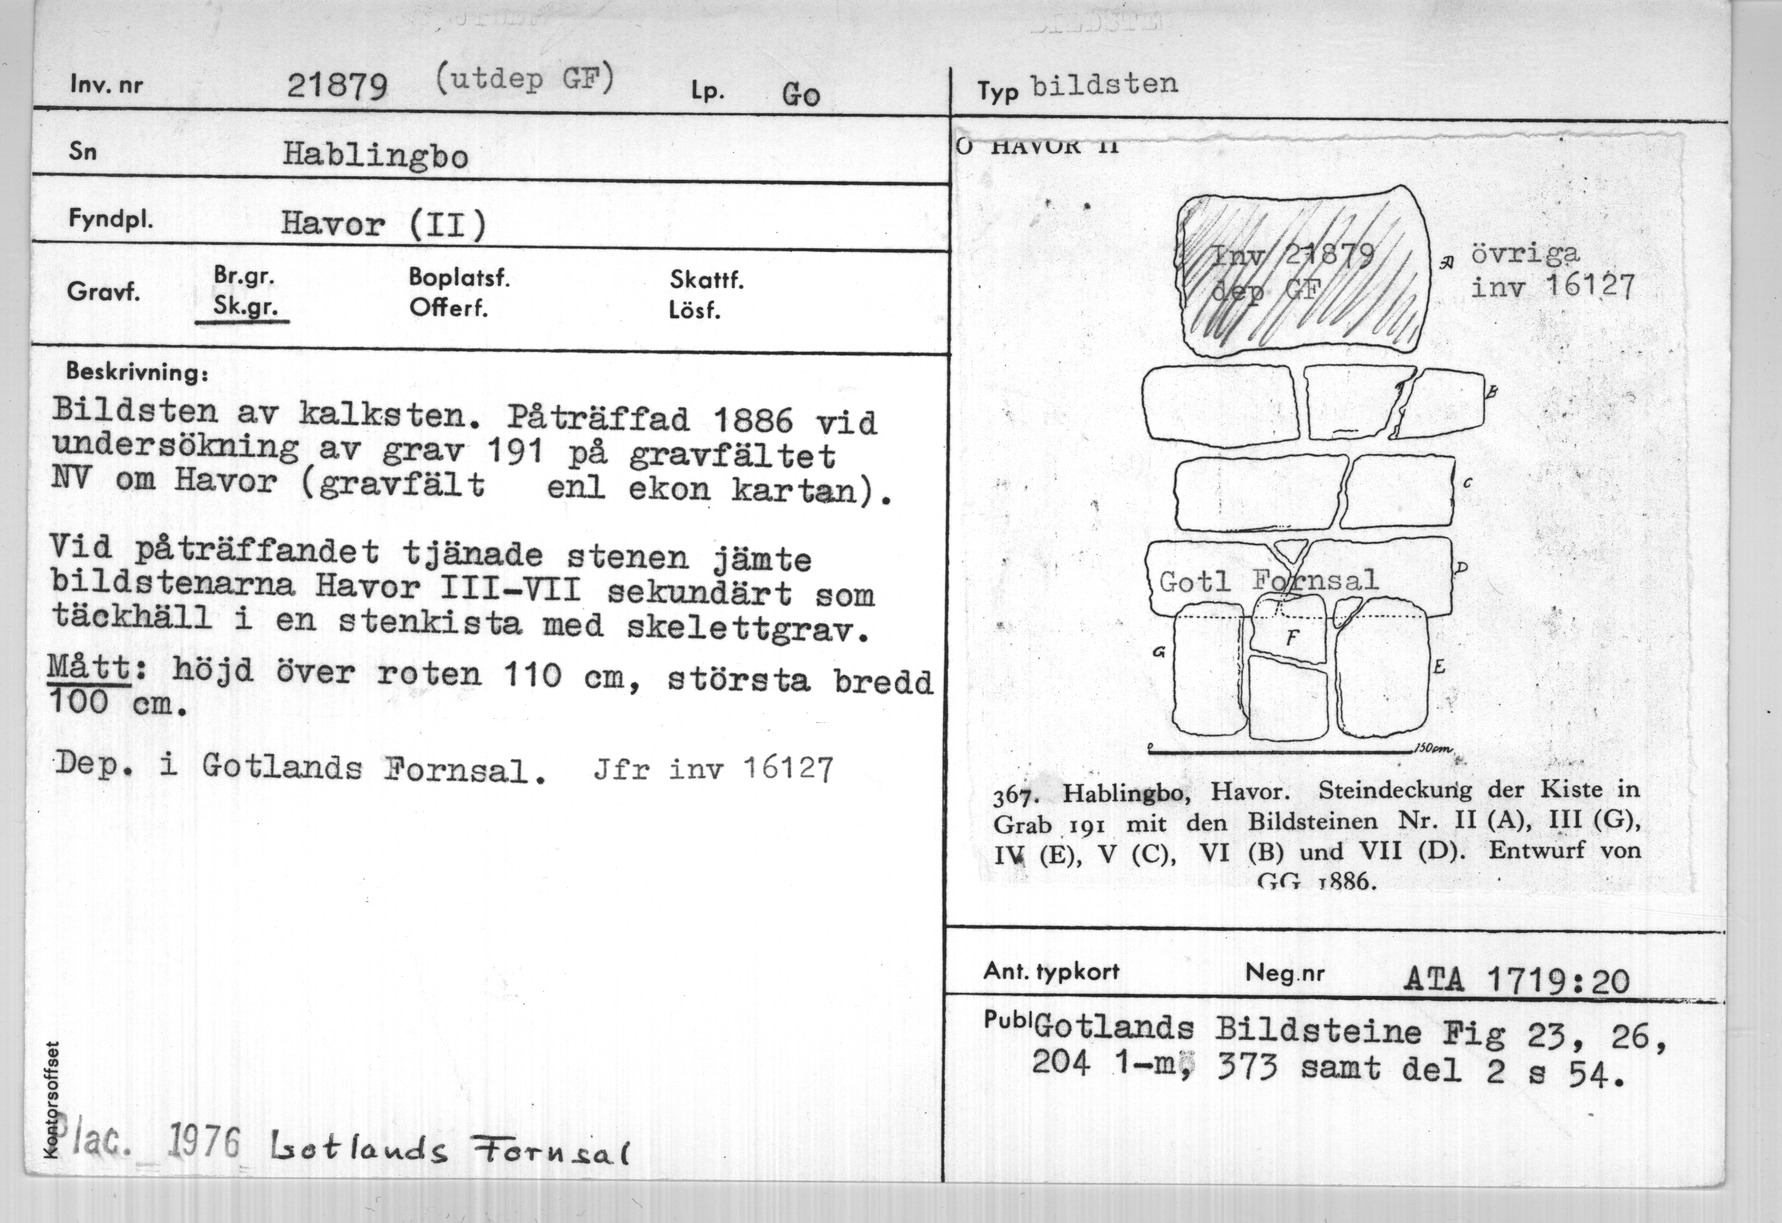 Inv. nr 21879 (utdep GF) Lp. Go
Sn Hablingbo
Fyndpl. Havor (II)
Gravf. Br.gr. Boplatsf. Skattf.
Sk.gr. Offerf. Lösf.
Beskrivning:
Bildsten av kalksten. Påträffad 1886 vid
undersökning av grav 191 på gravfältet
NV om Havor (gravfält enl ekon kartan).
Vid påträffandet tjänade stenen jämte
bildstenarna Havor III-VII sekundärt som
täckhäll i en stenkista med skelettgrav.
Mått: höjd över roten 110 cm, största bredd
100 cm.
Dep. i Gotlands Fornsal. Jfr inv 16127
Kontorsoffset
Plac. 1976 Gotlands Fornsal
Typ bildsten
O HAVOR II
Inv 21879
dep GF
A övriga
inv 16127
B
C
D
Gotl Fornsal
F
G
E
0 150cm.
367. Hablingbo, Havor. Steindeckung der Kiste in
Grab 191 mit den Bildsteinen Nr. II (A), III (G),
IV (E), V (C), VI (B) und VII (D). Entwurf von
GG 1886.
Ant. typkort Neg.nr ATA 1719:20
Publ Gotlands Bildsteine Fig 23, 26,
204 1-m, 373 samt del 2 s 54.